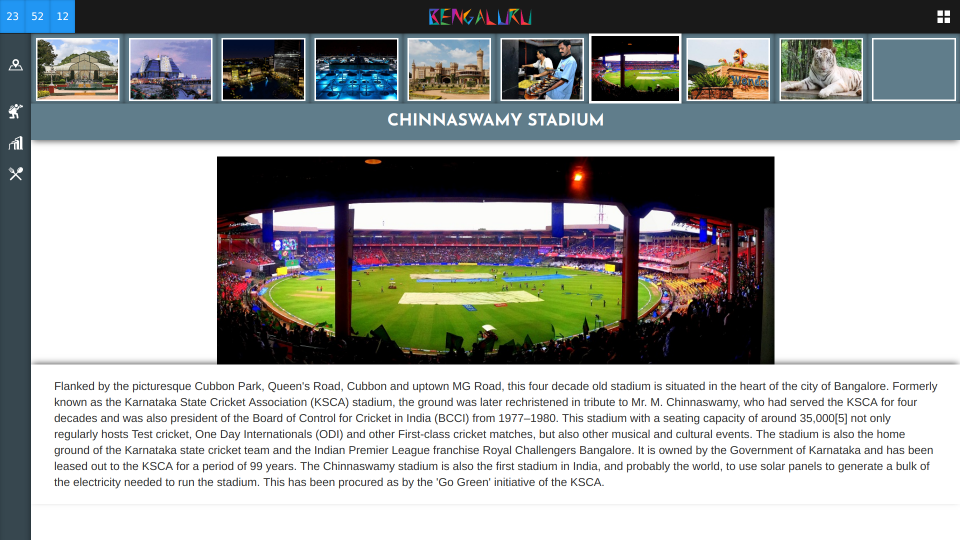 23 52 12
BENGALURU
CHINNASWAMY STADIUM
Flanked by the picturesque Cubbon Park, Queen's Road, Cubbon and uptown MG Road, this four decade old stadium is situated in the heart of the city of Bangalore. Formerly
known as the Karnataka State Cricket Association (KSCA) stadium, the ground was later rechristened in tribute to Mr. M. Chinnaswamy, who had served the KSCA for four
decades and was also president of the Board of Control for Cricket in India (BCCI) from 1977–1980. This stadium with a seating capacity of around 35,000[5] not only
regularly hosts Test cricket, One Day Internationals (ODI) and other First-class cricket matches, but also other musical and cultural events. The stadium is also the home
ground of the Karnataka state cricket team and the Indian Premier League franchise Royal Challengers Bangalore. It is owned by the Government of Karnataka and has been
leased out to the KSCA for a period of 99 years. The Chinnaswamy stadium is also the first stadium in India, and probably the world, to use solar panels to generate a bulk of
the electricity needed to run the stadium. This has been procured as by the 'Go Green' initiative of the KSCA.